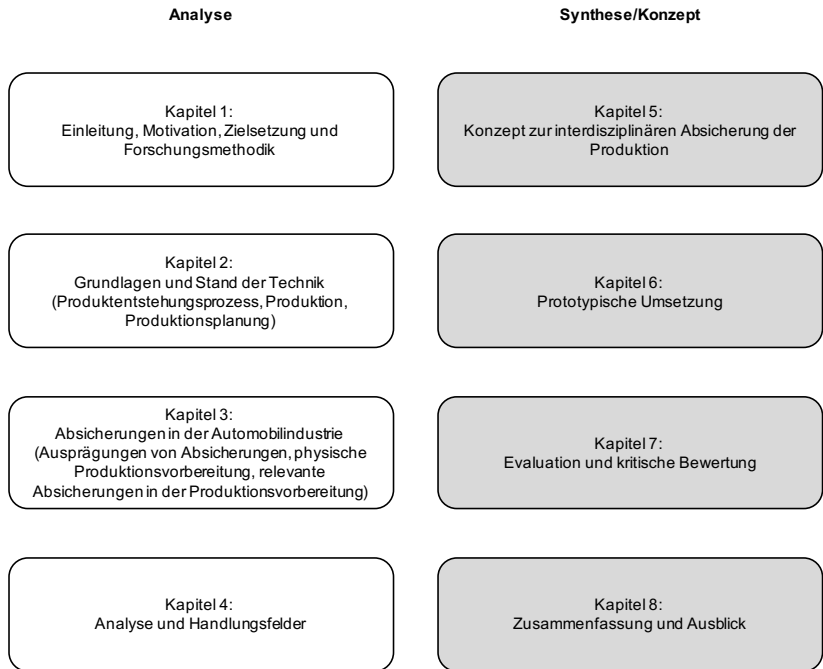 Analyse
Kapitel 1:
Einleitung, Motivation, Zielsetzung und
Forschungsmethodik
Kapitel 2:
Grundlagen und Stand der Technik
(Produktentstehungsprozess, Produktion,
Produktionsplanung)
Kapitel 3:
Absicherungen in der Automobilindustrie
(Ausprägungen von Absicherungen, physische
Produktionsvorbereitung, relevante
Absicherungen in der Produktionsvorbereitung)
Kapitel 4:
Analyse und Handlungsfelder
Synthese/Konzept
Kapitel 5:
Konzept zur interdisziplinären Absicherung der
Produktion
Kapitel 6:
Prototypische Umsetzung
Kapitel 7:
Evaluation und kritische Bewertung
Kapitel 8:
Zusammenfassung und Ausblick